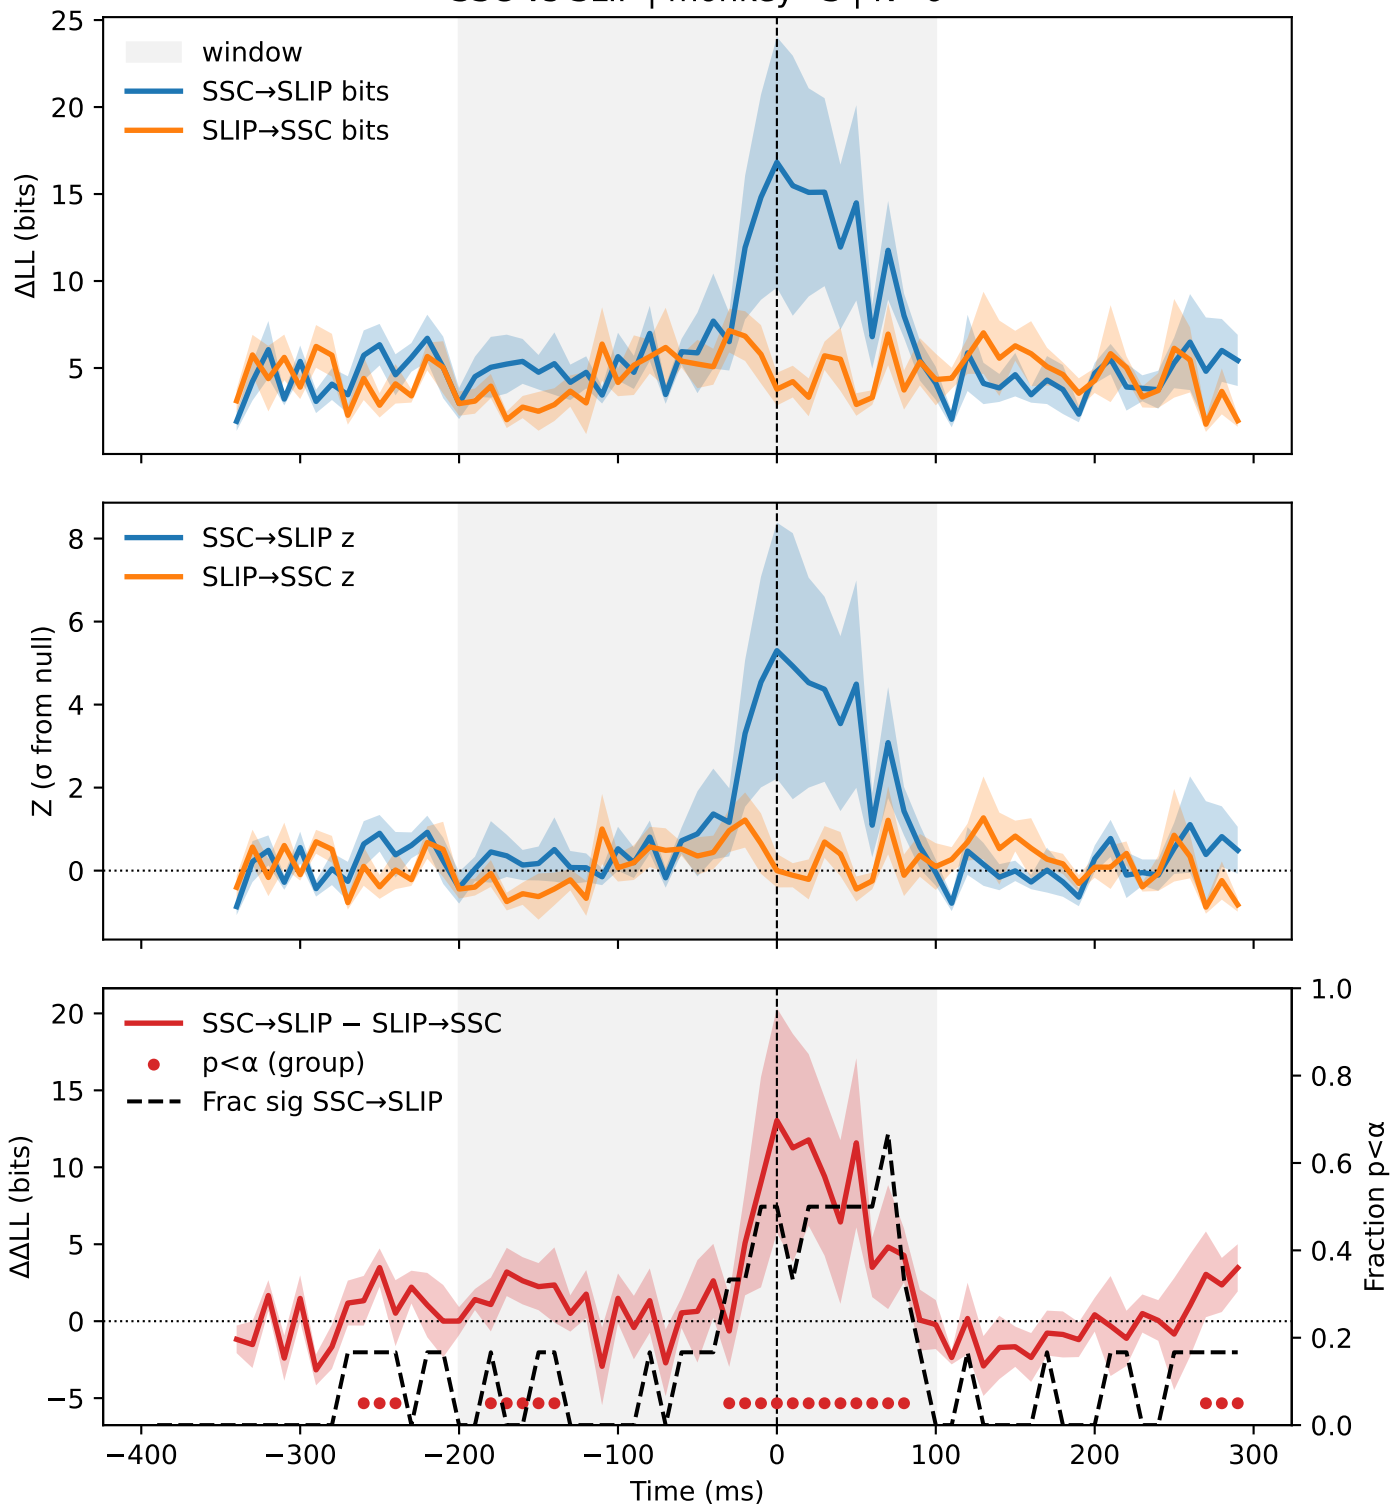 25
20
15
10
5
ΔLL (bits)
window
SSC→SLIP bits
SLIP→SSC bits
8
6
4
2
0
Z (σ from null)
SSC→SLIP z
SLIP→SSC z
20
15
10
5
0
−5
ΔΔLL (bits)
SSC→SLIP − SLIP→SSC
p<α (group)
Frac sig SSC→SLIP
1.0
0.8
0.6
0.4
0.2
0.0
Fraction p<α
−400 −300 −200 −100 0 100 200 300
Time (ms)